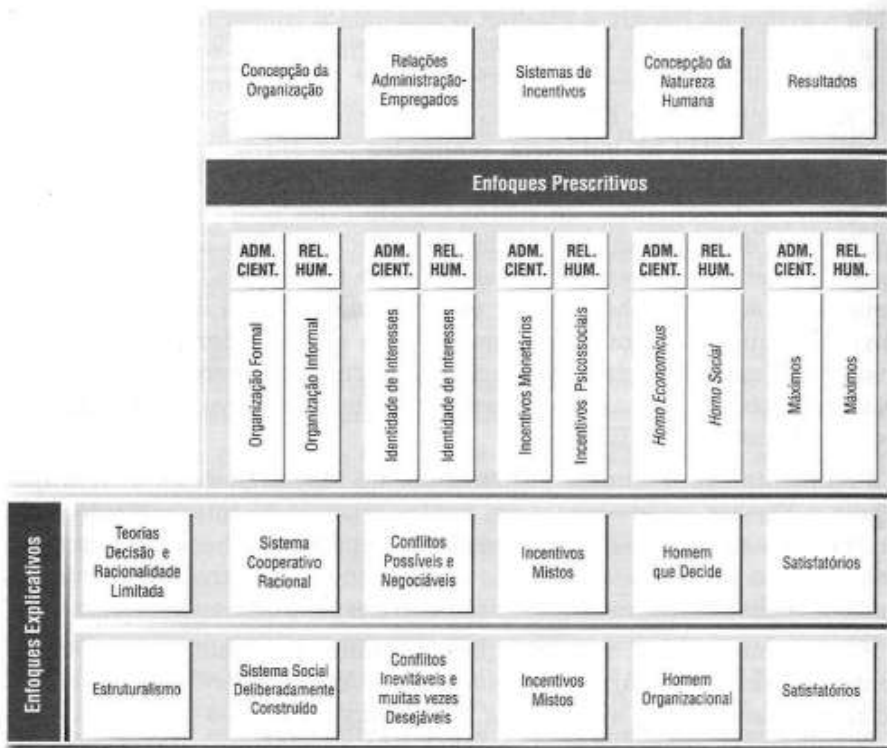 Concepção da
Organização
Relações
Administração-
Empregados
Sistemas de
Incentivos
Concepção da
Natureza
Humana
Resultados
Enfoques Prescritivos
ADM.
CIENT.
REL.
HUM.
ADM.
CIENT.
REL.
HUM.
ADM.
CIENT.
REL.
HUM.
ADM.
CIENT.
REL.
HUM.
ADM.
CIENT.
REL.
HUM.
Organização Formal
Organização Informal
Identidade de Interesses
Identidade de Interesses
Incentivos Monetários
Incentivos Psicossociais
Homo Economicus
Homo Social
Máximos
Máximos
Enfoques Explicativos
Teorias
Decisão e
Racionalidade
Limitada
Sistema
Cooperativo
Racional
Conflitos
Possíveis e
Negociáveis
Incentivos
Mistos
Homem
que Decide
Satisfatórios
Estruturalismo
Sistema Social
Deliberadamente
Construído
Conflitos
Inevitáveis e
muitas vezes
Desejáveis
Incentivos
Mistos
Homem
Organizacional
Satisfatórios